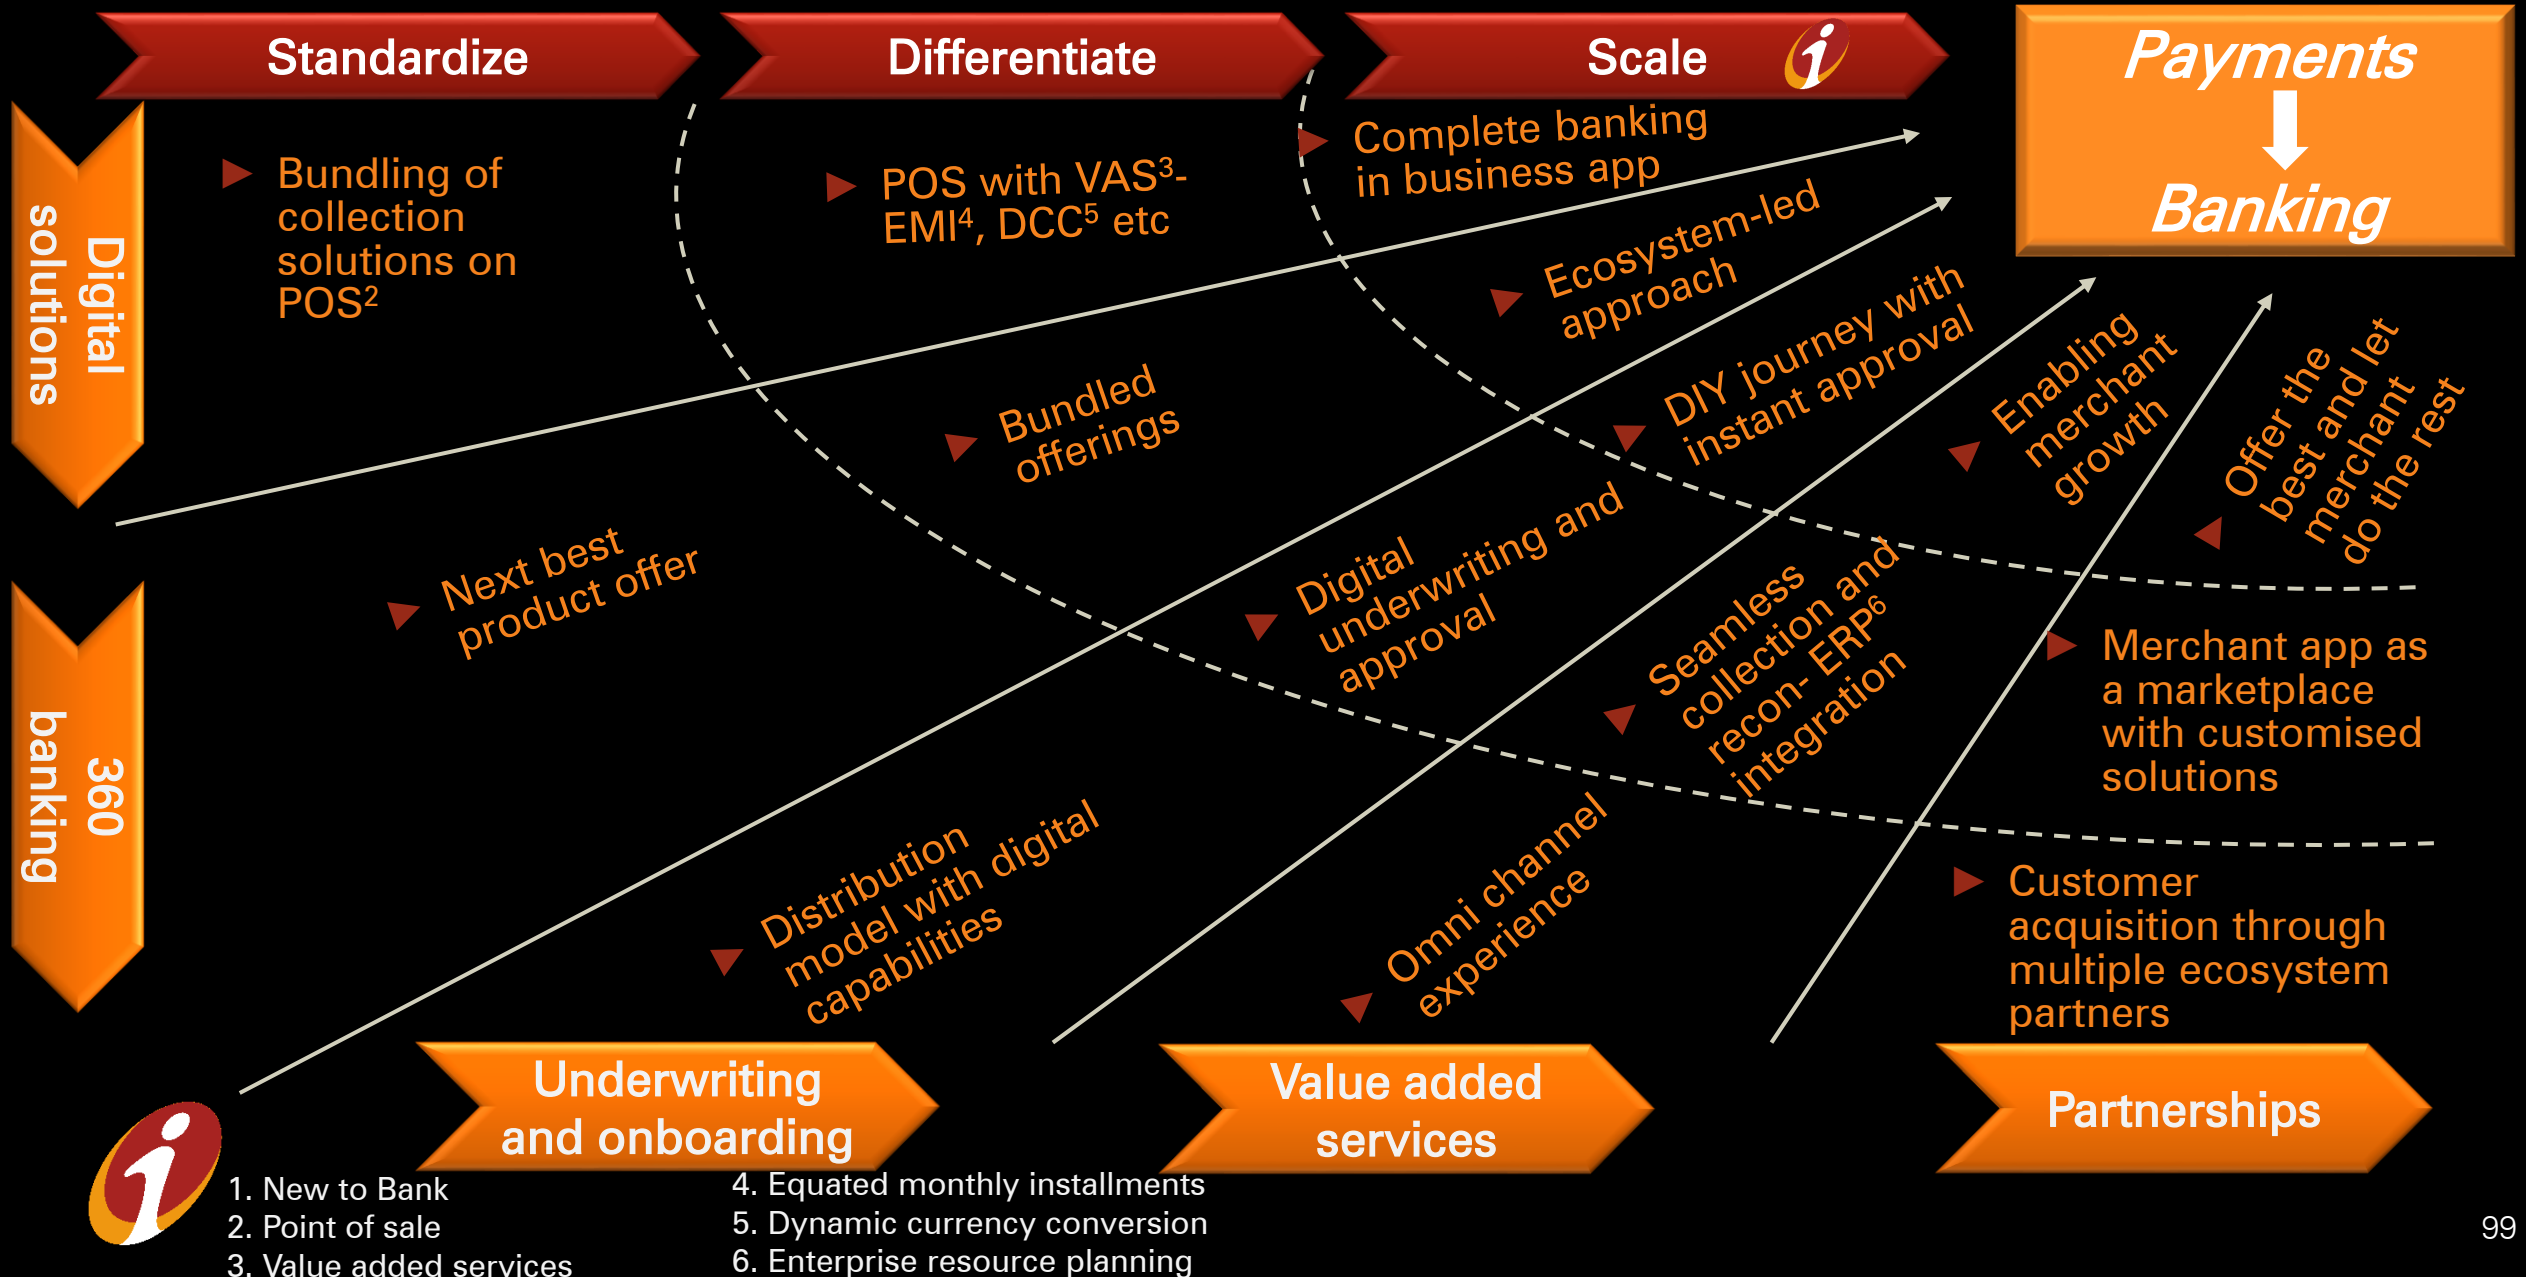 Standardize
Differentiate
Scale
Payments
Banking
Digital
solutions
Bundling of
collection
solutions on
POS²
POS with VAS³-
EMI⁴, DCC⁵ etc
Complete banking
in business app
Next best
product offer
Bundled
offerings
Ecosystem-led
approach
360
banking
Distribution
model with digital
capabilities
Digital
underwriting and
approval
DIY journey with
instant approval
Omni channel
experience
Seamless
collection and
recon- ERP⁶
integration
Enabling
merchant
growth
Customer
acquisition through
multiple ecosystem
partners
Merchant app as
a marketplace
with customised
solutions
Offer the
best and let
merchant
do the rest
Underwriting
and onboarding
Value added
services
Partnerships
1. New to Bank
2. Point of sale
3. Value added services
4. Equated monthly installments
5. Dynamic currency conversion
6. Enterprise resource planning
99